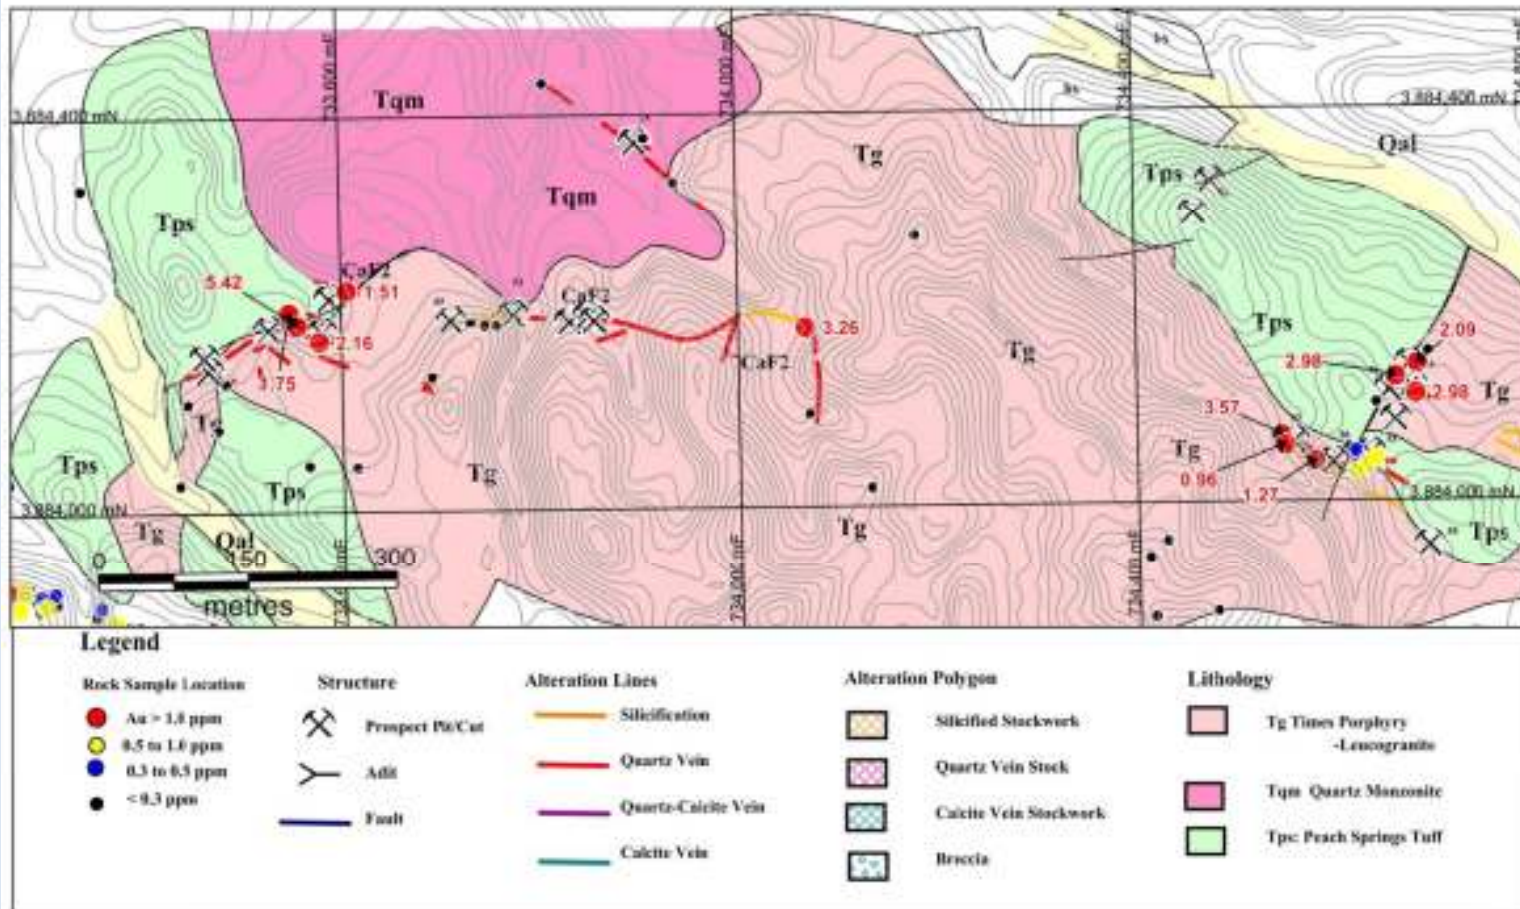 733,600 mE
734,000 mE
734,400 mE
Tqm
3,884,400 mN
3,884,400 mN
Tg
Qal
Tps
Tps
Tqm
5.42
CaF2
1.51
CaF2
3.26
2.16
1.75
CaF2
Tg
Tps
2.09
2.98
2.98
Tg
3.57
Tg
0.96
1.27
Tps
Tps
Tg
3,884,000 mN
3,884,000 mN
Tg
Qal
Tg
Tps
0
150
300
metres
734,000 mE
734,400 mE
Legend
Rock Sample Location
Au > 1.0 ppm
0.5 to 1.0 ppm
0.3 to 0.5 ppm
< 0.3 ppm
Structure
Prospect Pit/Cut
Adit
Fault
Alteration Lines
Silicification
Quartz Vein
Quartz-Calcite Vein
Calcite Vein
Alteration Polygon
Silicified Stockwork
Quartz Vein Stock
Calcite Vein Stockwork
Breccia
Lithology
Tg Times Porphyry
-Leucogranite
Tqm Quartz Monzonite
Tps: Peach Springs Tuff